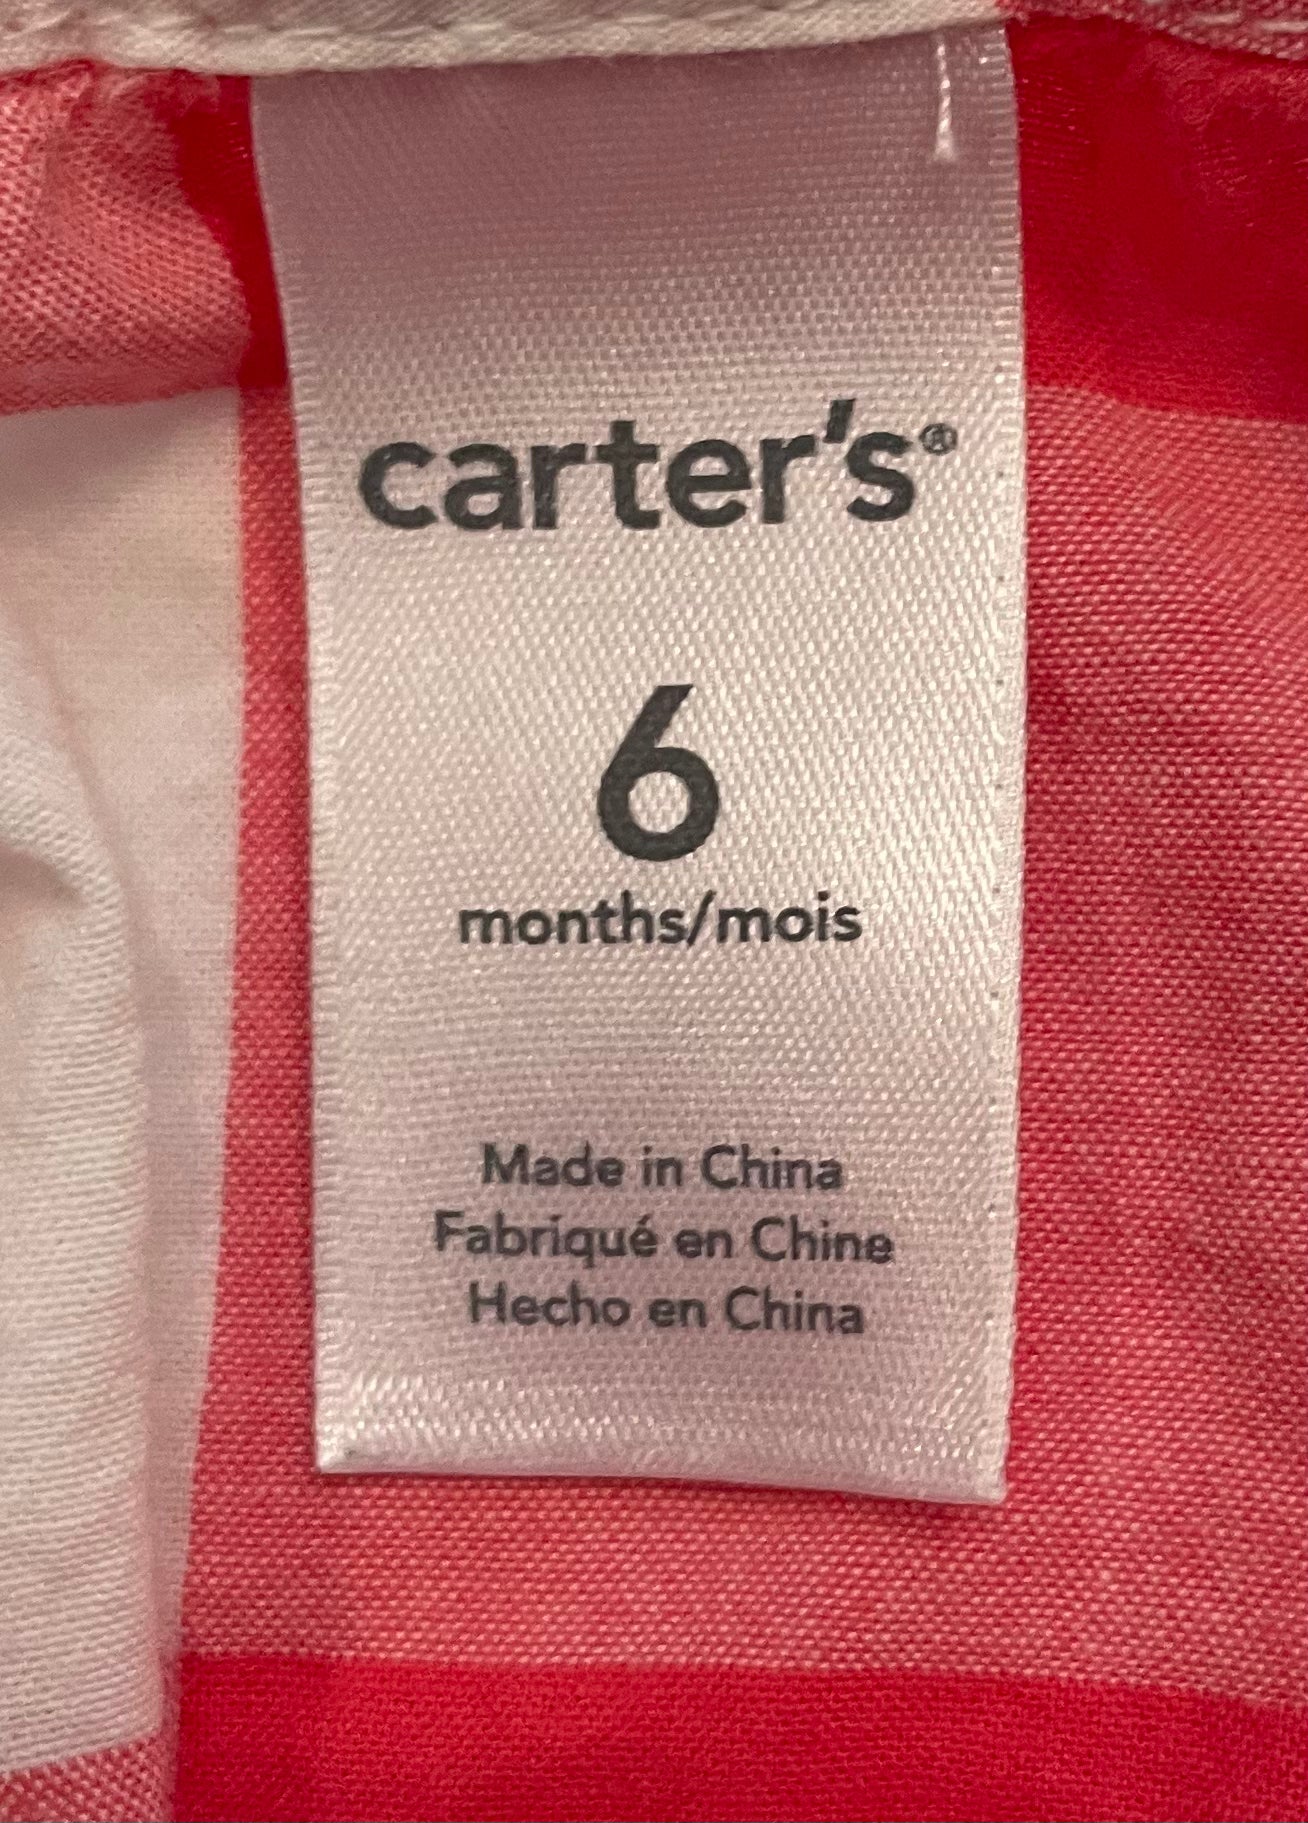 carter's®
6
months/mois
Made in China
Fabriqué en Chine
Hecho en China